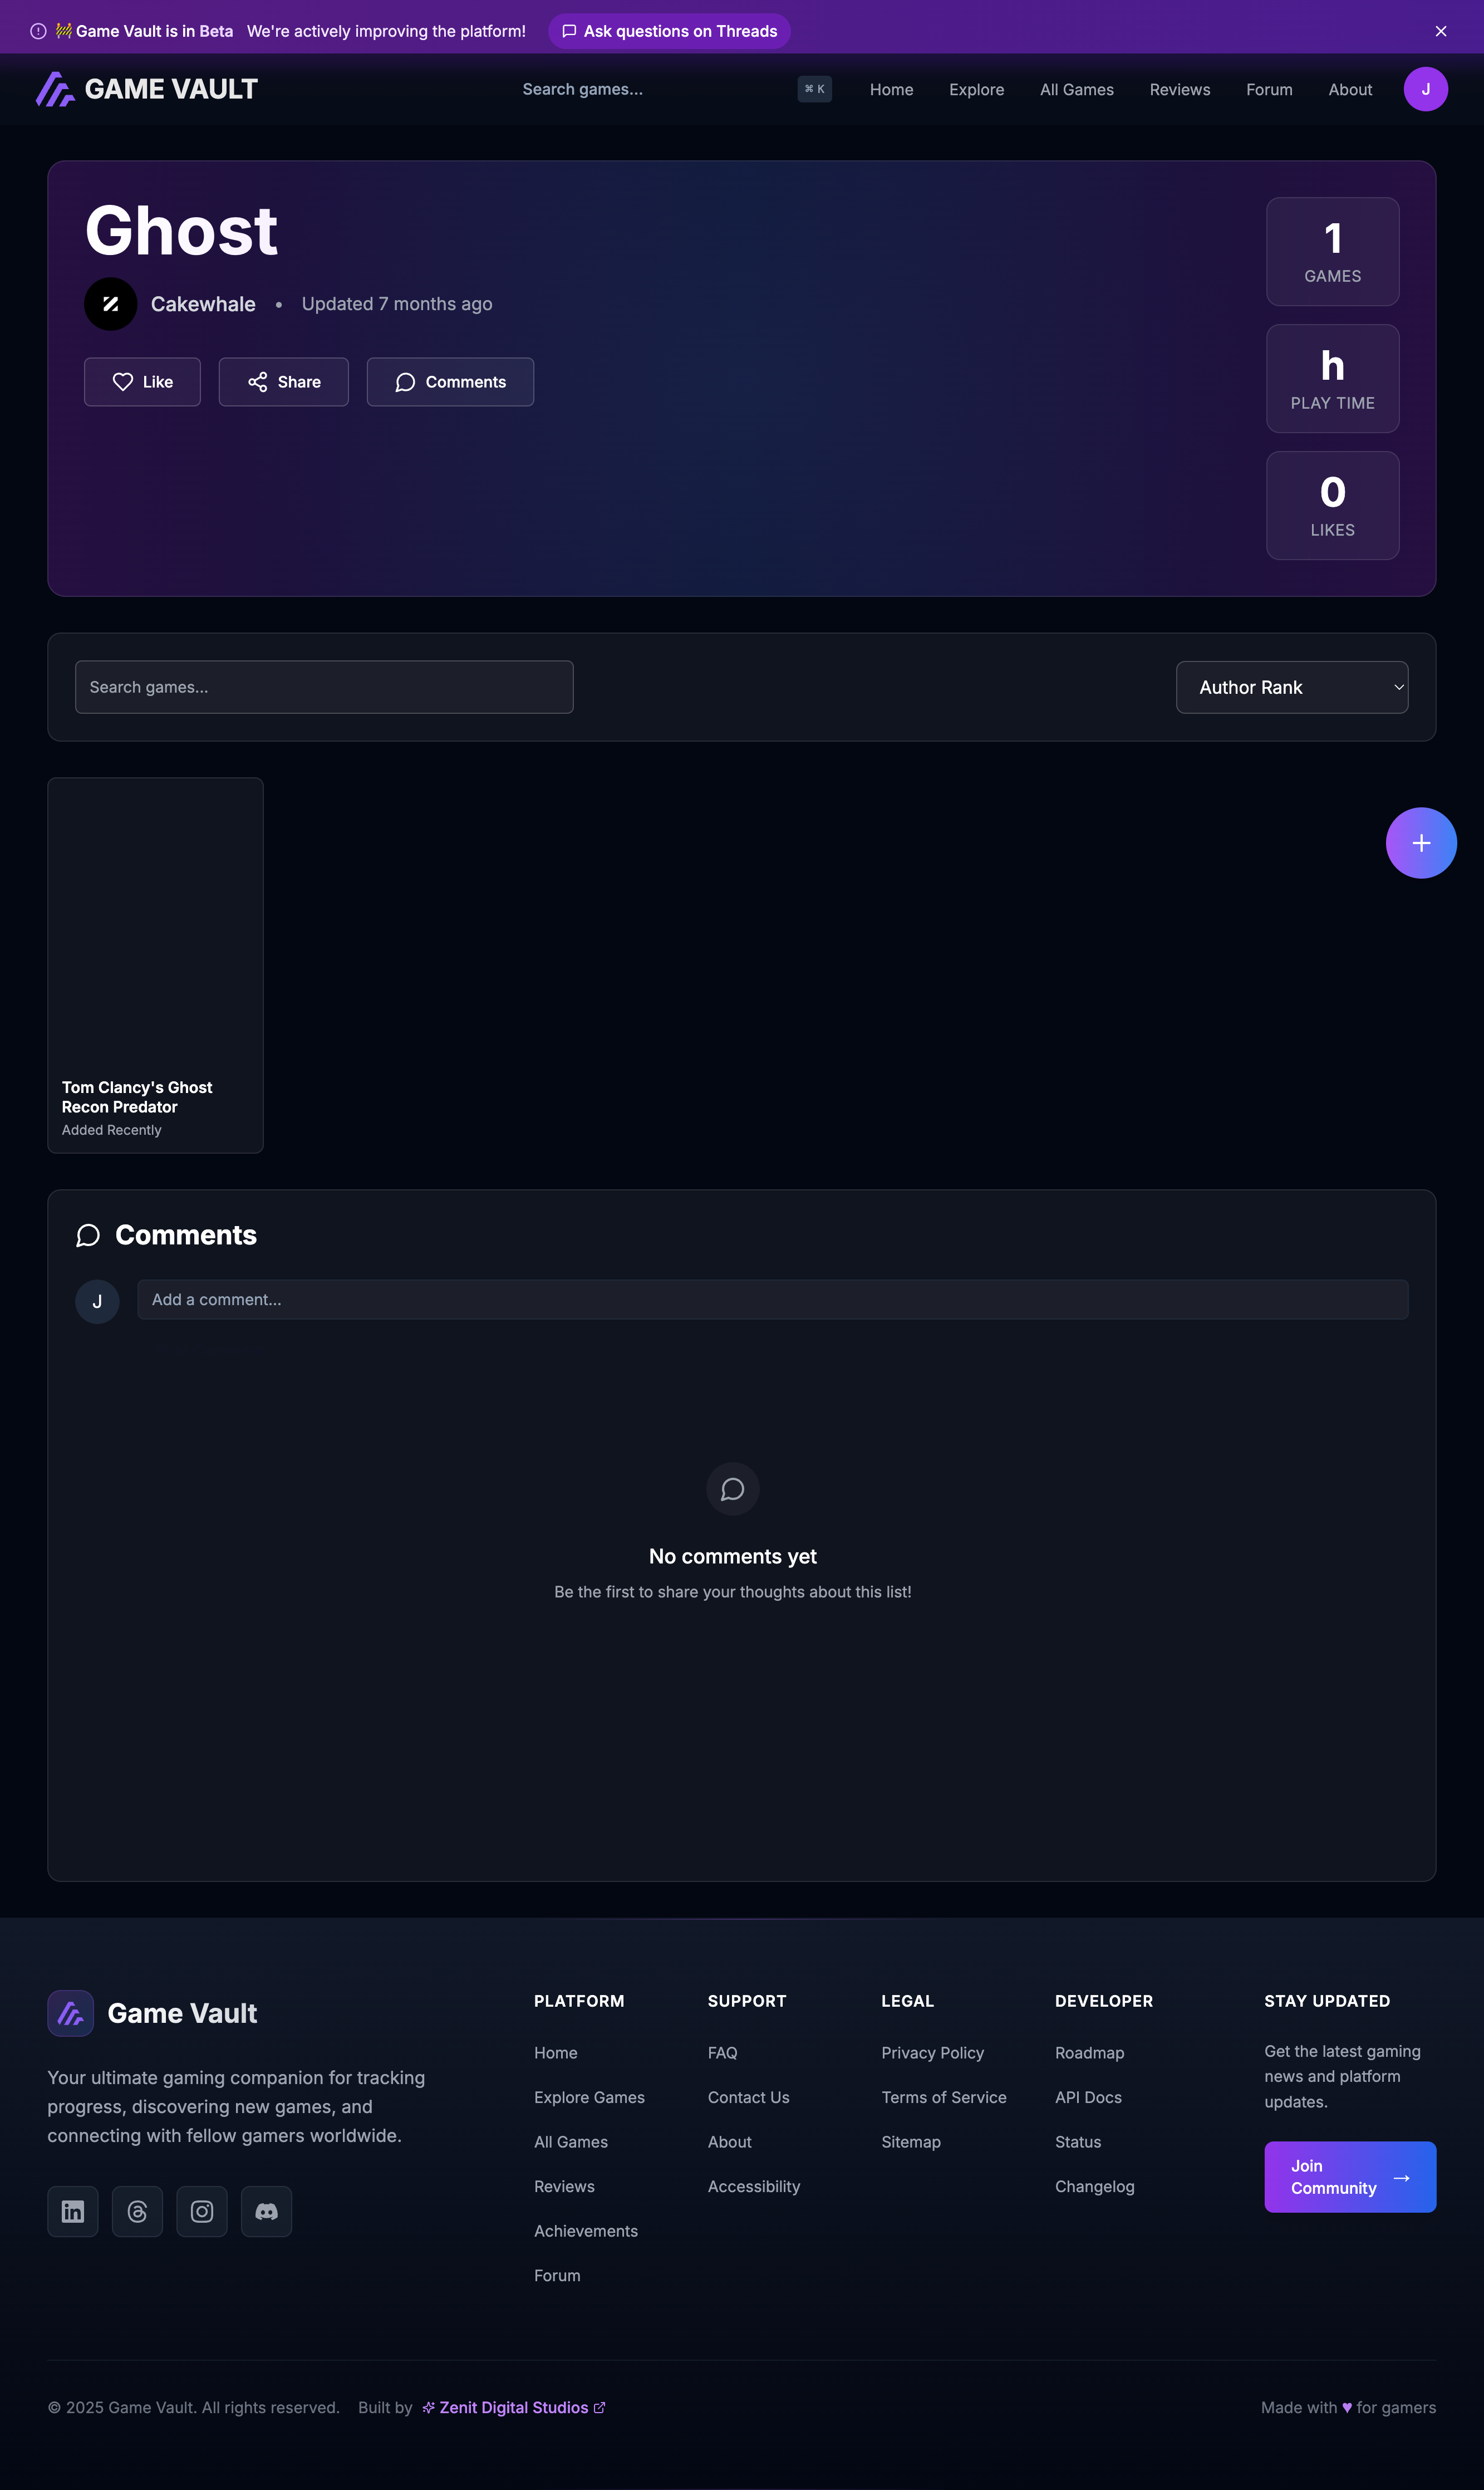 🚧 Game Vault is in Beta We're actively improving the platform! Ask questions on Threads
GAME VAULT Search games... ⌘ K Home Explore All Games Reviews Forum About J
Ghost
Cakewhale • Updated 7 months ago
Like Share Comments
1
GAMES
h
PLAY TIME
0
LIKES
Search games... Author Rank
Tom Clancy's Ghost
Recon Predator
Added Recently
Comments
J Add a comment...
No comments yet
Be the first to share your thoughts about this list!
Game Vault
Your ultimate gaming companion for tracking
progress, discovering new games, and
connecting with fellow gamers worldwide.
PLATFORM
Home
Explore Games
All Games
Reviews
Achievements
Forum
SUPPORT
FAQ
Contact Us
About
Accessibility
LEGAL
Privacy Policy
Terms of Service
Sitemap
DEVELOPER
Roadmap
API Docs
Status
Changelog
STAY UPDATED
Get the latest gaming
news and platform
updates.
Join
Community →
© 2025 Game Vault. All rights reserved. Built by Zenit Digital Studios Made with ♥ for gamers